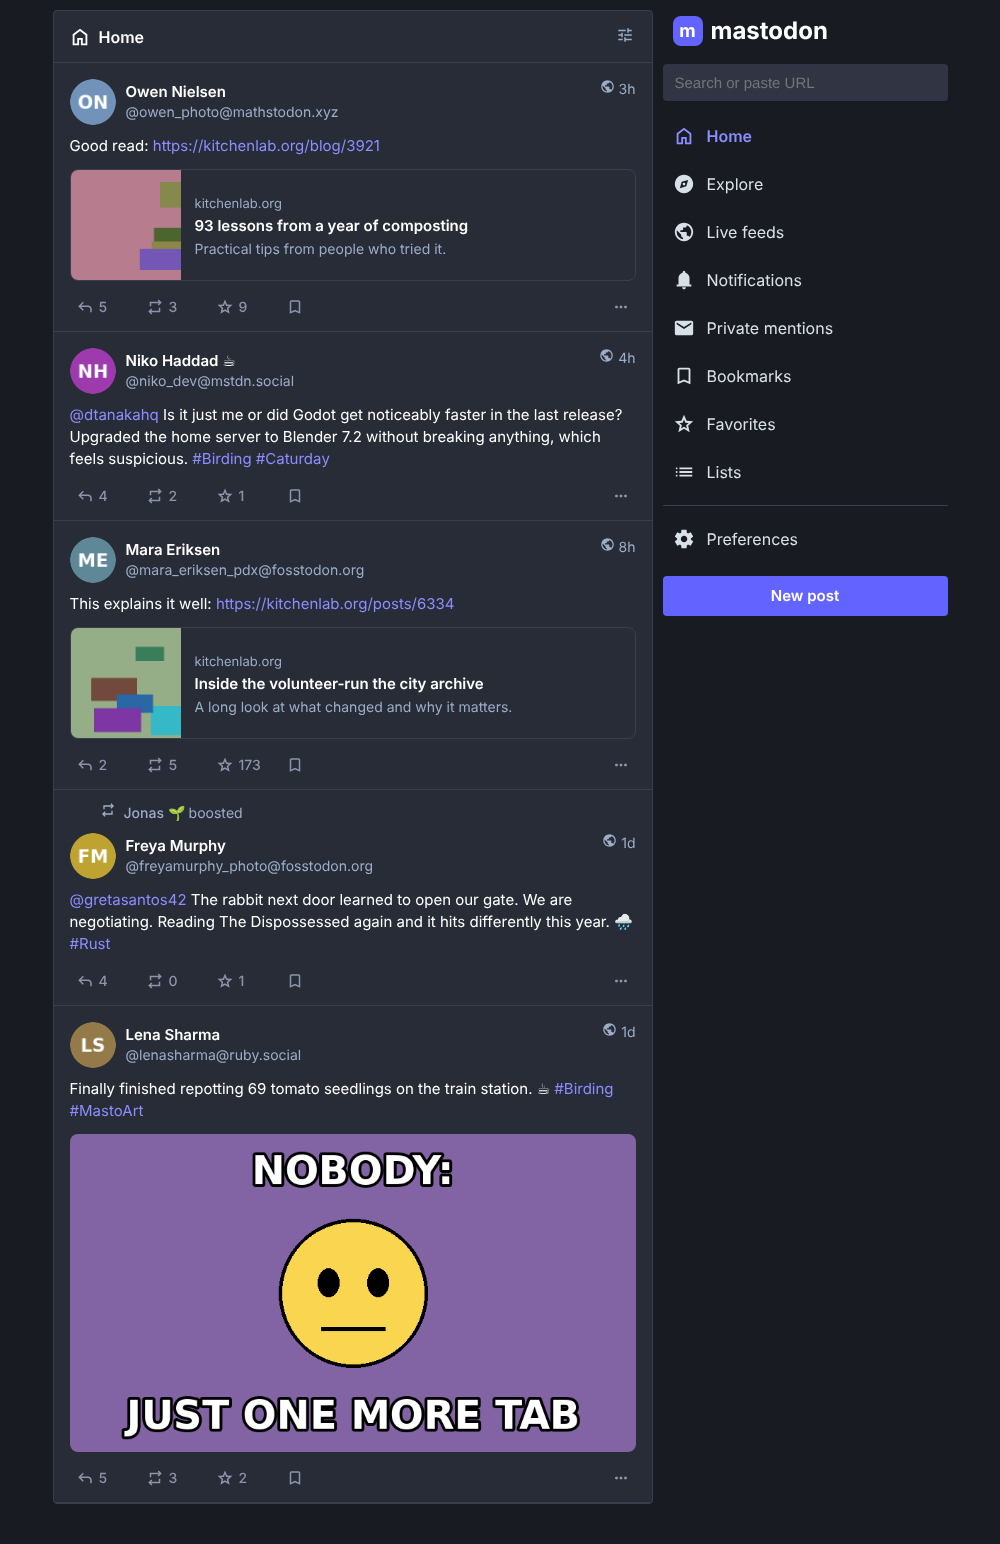 Home
ON
Owen Nielsen
3h
@owen_photo@mathstodon.xyz
Good read: https://kitchenlab.org/blog/3921
kitchenlab.org
93 lessons from a year of composting
Practical tips from people who tried it.
5 3 9
NH
Niko Haddad ☕
4h
@niko_dev@mstdn.social
@dtanakahq Is it just me or did Godot get noticeably faster in the last release?
Upgraded the home server to Blender 7.2 without breaking anything, which
feels suspicious. #Birding #Caturday
4 2 1
ME
Mara Eriksen
8h
@mara_eriksen_pdx@fosstodon.org
This explains it well: https://kitchenlab.org/posts/6334
kitchenlab.org
Inside the volunteer-run the city archive
A long look at what changed and why it matters.
2 5 173
Jonas 🌱 boosted
FM
Freya Murphy
1d
@freyamurphy_photo@fosstodon.org
@gretasantos42 The rabbit next door learned to open our gate. We are
negotiating. Reading The Dispossessed again and it hits differently this year. 🌧️
#Rust
4 0 1
LS
Lena Sharma
1d
@lenasharma@ruby.social
Finally finished repotting 69 tomato seedlings on the train station. ☕ #Birding
#MastoArt
NOBODY:
JUST ONE MORE TAB
5 3 2
m mastodon
Search or paste URL
Home
Explore
Live feeds
Notifications
Private mentions
Bookmarks
Favorites
Lists
Preferences
New post